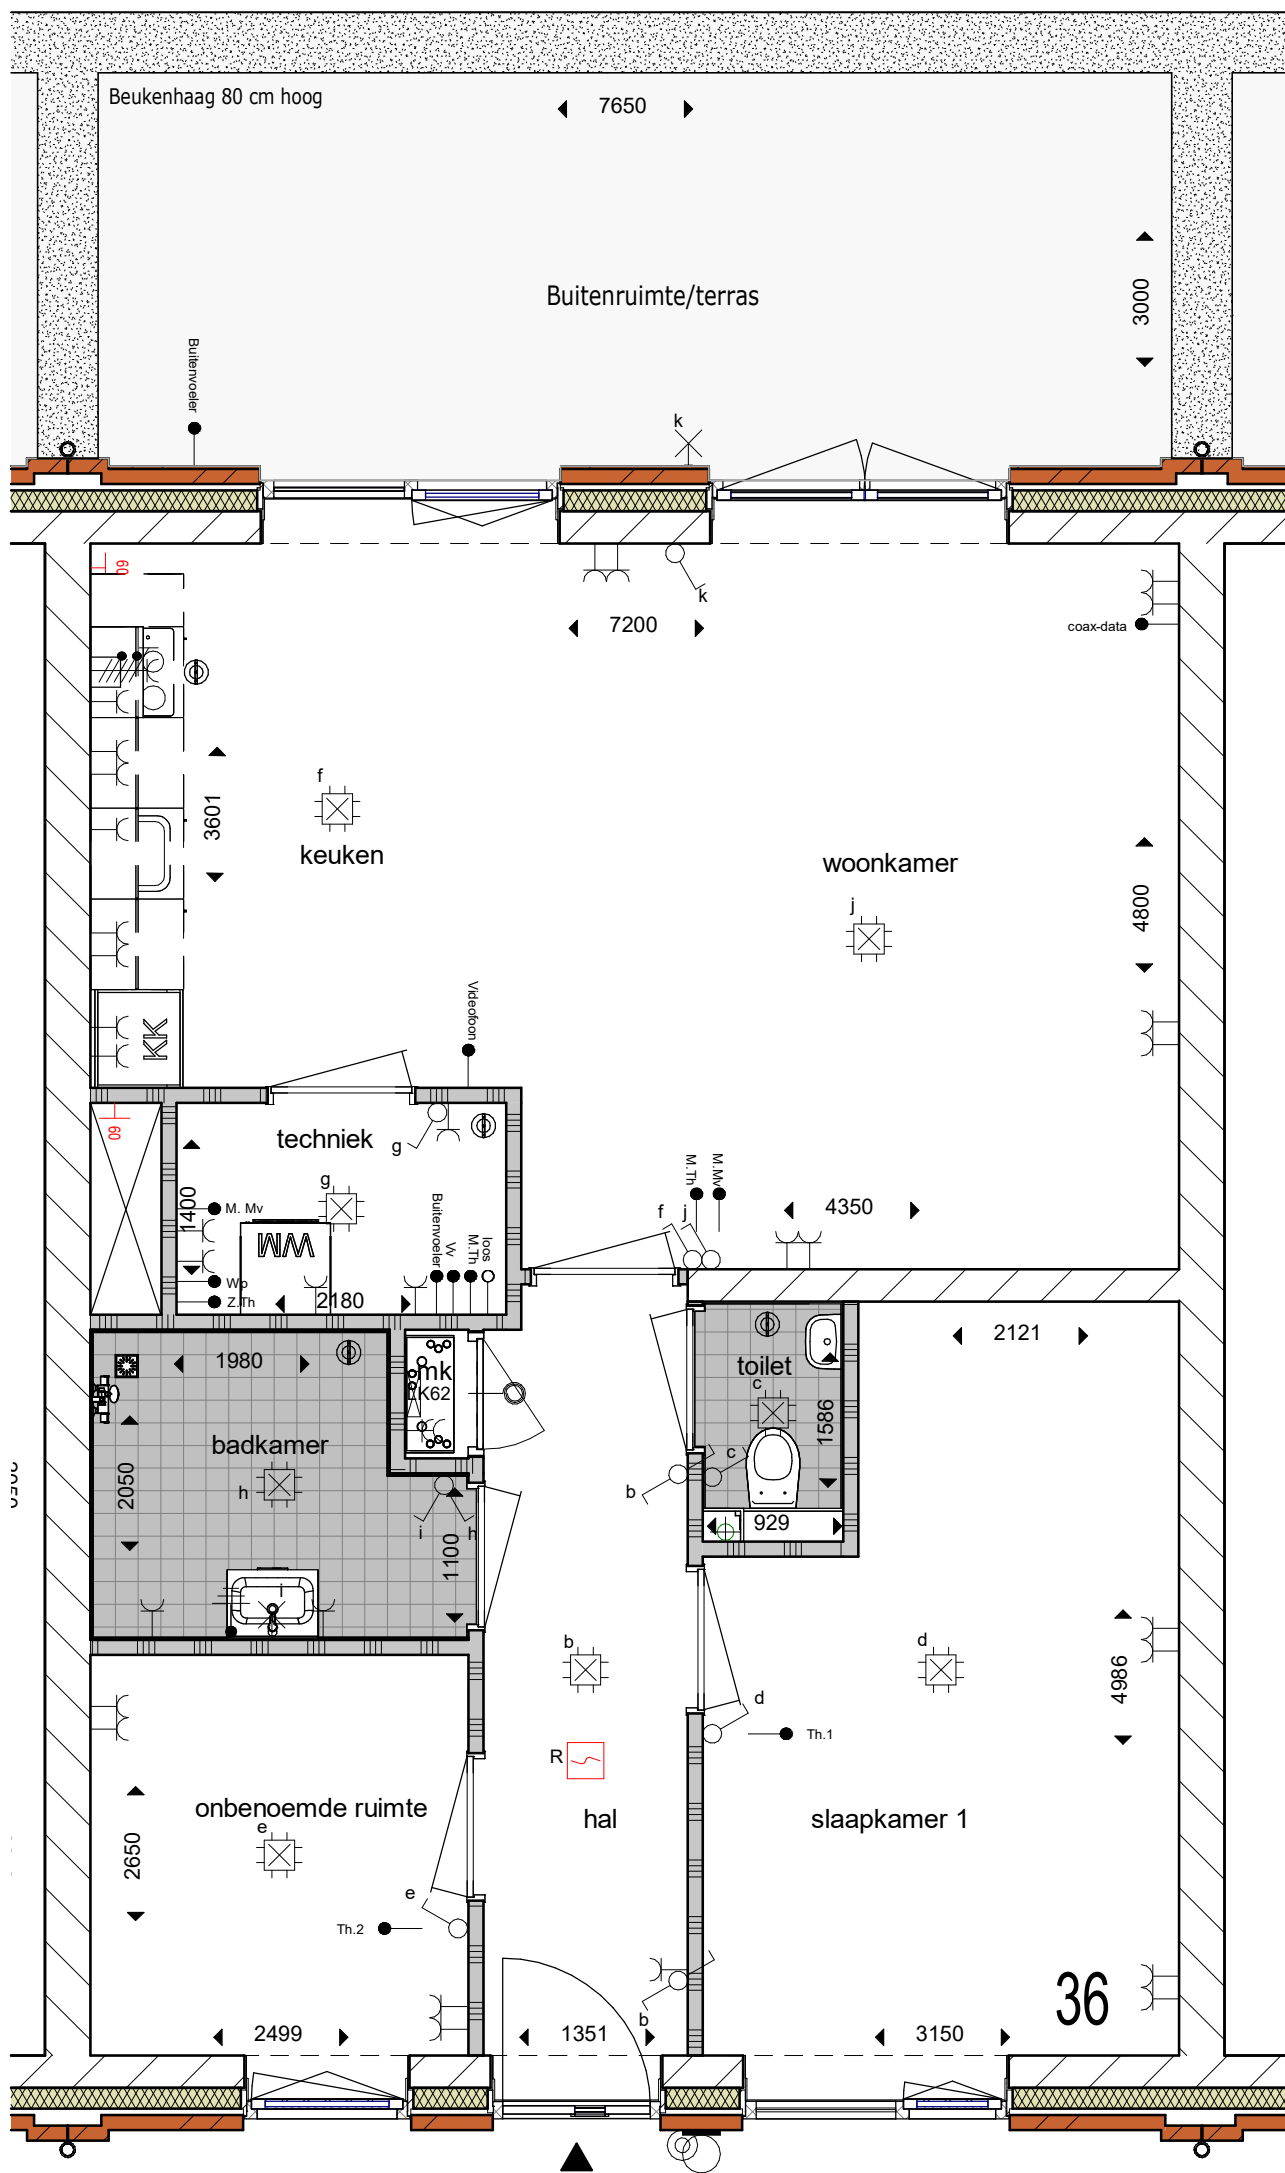 Beukenhaag 80 cm hoog
7650
3000
Buitenruimte/terras
Buitenvoeler
k
k
09
7200
coax-data
f
3601
keuken
woonkamer
j
4800
KK
Videofoon
09
techniek
g
g
1400
M. Mv
WM
Wp
Z.Th
2180
Buitenvoeler
Vv
M.Th
loos
M.Th
M.Mv
f
j
4350
2121
1980
mk
K62
toilet
c
1586
badkamer
h
2050
i
h
1100
b
c
929
i
b
d
4986
d
Th.1
R
onbenoemde ruimte
e
hal
slaapkamer 1
2650
e
Th.2
b
36
2499
1351
3150